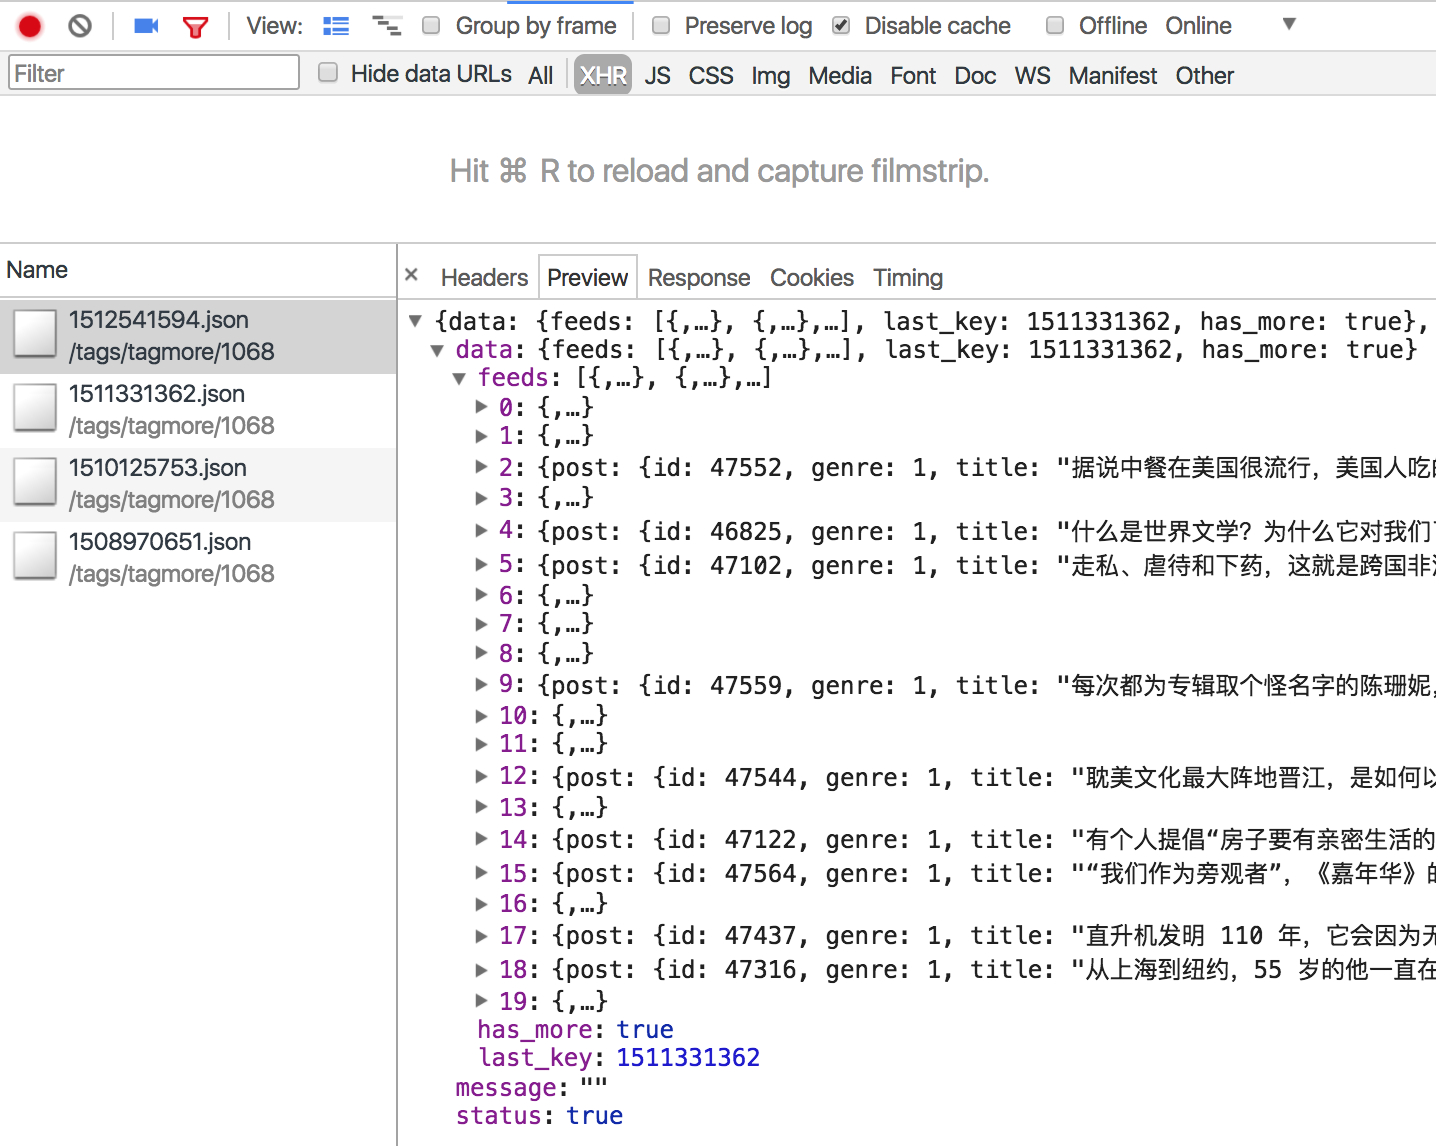 View: Group by frame Preserve log Disable cache Offline Online
Filter Hide data URLs All XHR JS CSS Img Media Font Doc WS Manifest Other
Hit ⌘ R to reload and capture filmstrip.
Name
1512541594.json
/tags/tagmore/1068
1511331362.json
/tags/tagmore/1068
1510125753.json
/tags/tagmore/1068
1508970651.json
/tags/tagmore/1068
× Headers Preview Response Cookies Timing
{data: {feeds: [{,…}, {,…},…], last_key: 1511331362, has_more: true},
data: {feeds: [{,…}, {,…},…], last_key: 1511331362, has_more: true}
feeds: [{,…}, {,…},…]
0: {,…}
1: {,…}
2: {post: {id: 47552, genre: 1, title: "据说中餐在美国很流行，美国人吃的
3: {,…}
4: {post: {id: 46825, genre: 1, title: "什么是世界文学？为什么它对我们
5: {post: {id: 47102, genre: 1, title: "走私、虐待和下药，这就是跨国非
6: {,…}
7: {,…}
8: {,…}
9: {post: {id: 47559, genre: 1, title: "每次都为专辑取个怪名字的陈珊妮，
10: {,…}
11: {,…}
12: {post: {id: 47544, genre: 1, title: "耽美文化最大阵地晋江，是如何以
13: {,…}
14: {post: {id: 47122, genre: 1, title: "有个人提倡“房子要有亲密生活的
15: {post: {id: 47564, genre: 1, title: "“我们作为旁观者”，《嘉年华》的
16: {,…}
17: {post: {id: 47437, genre: 1, title: "直升机发明 110 年，它会因为无
18: {post: {id: 47316, genre: 1, title: "从上海到纽约，55 岁的他一直在
19: {,…}
has_more: true
last_key: 1511331362
message: ""
status: true